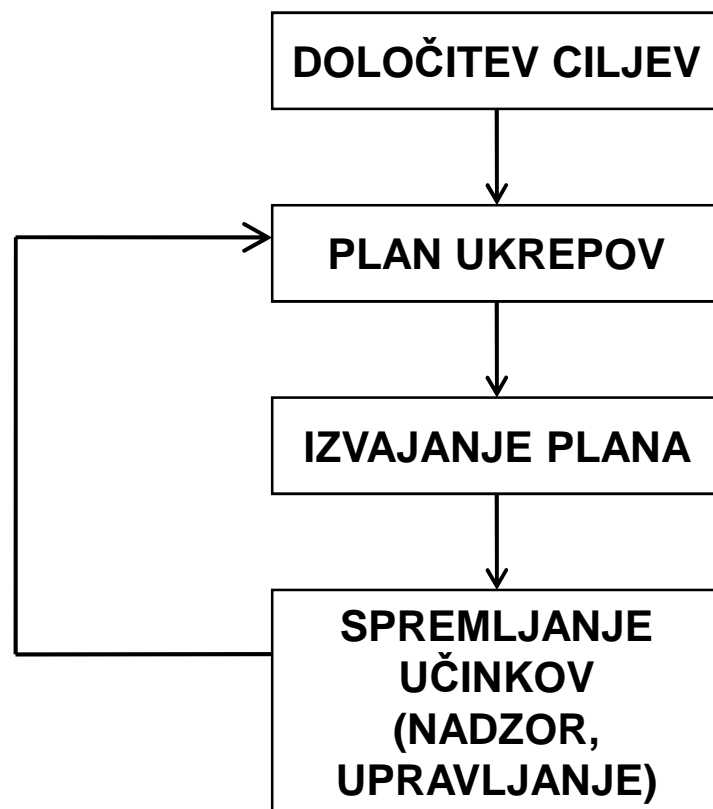 DOLOČITEV CILJEV
PLAN UKREPOV
IZVAJANJE PLANA
SPREMLJANJE
UČINKOV
(NADZOR,
UPRAVLJANJE)